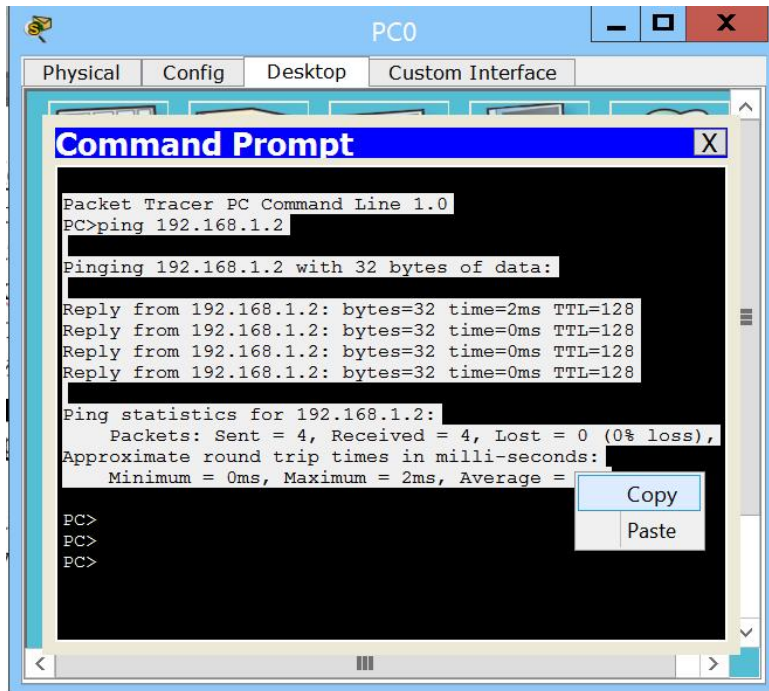 PC0
Physical Config Desktop Custom Interface
Command Prompt X
Packet Tracer PC Command Line 1.0
PC>ping 192.168.1.2
Pinging 192.168.1.2 with 32 bytes of data:
Reply from 192.168.1.2: bytes=32 time=2ms TTL=128
Reply from 192.168.1.2: bytes=32 time=0ms TTL=128
Reply from 192.168.1.2: bytes=32 time=0ms TTL=128
Reply from 192.168.1.2: bytes=32 time=0ms TTL=128
Ping statistics for 192.168.1.2:
Packets: Sent = 4, Received = 4, Lost = 0 (0% loss),
Approximate round trip times in milli-seconds:
Minimum = 0ms, Maximum = 2ms, Average =
Copy
Paste
PC>
PC>
PC>